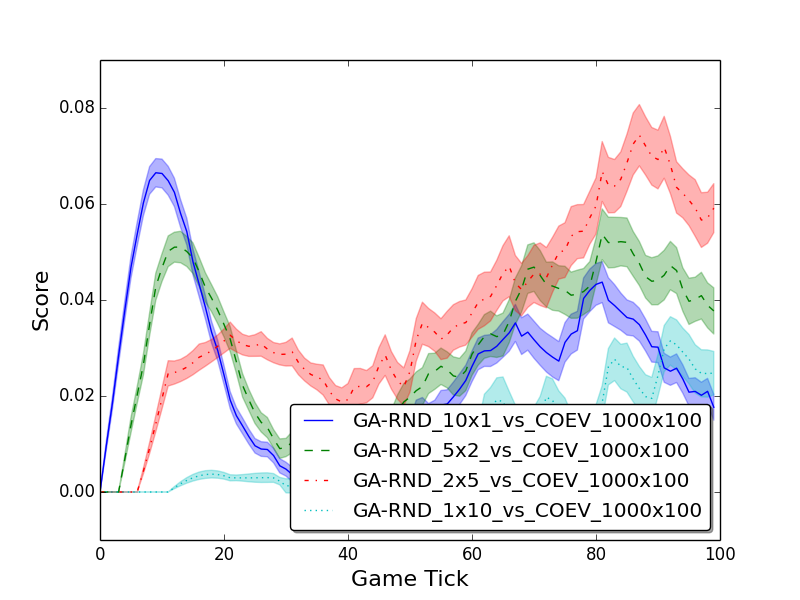 0.08
0.06
0.04
0.02
0.00
Score
GA-RND_10x1_vs_COEV_1000x100
GA-RND_5x2_vs_COEV_1000x100
GA-RND_2x5_vs_COEV_1000x100
GA-RND_1x10_vs_COEV_1000x100
0 20 40 60 80 100
Game Tick